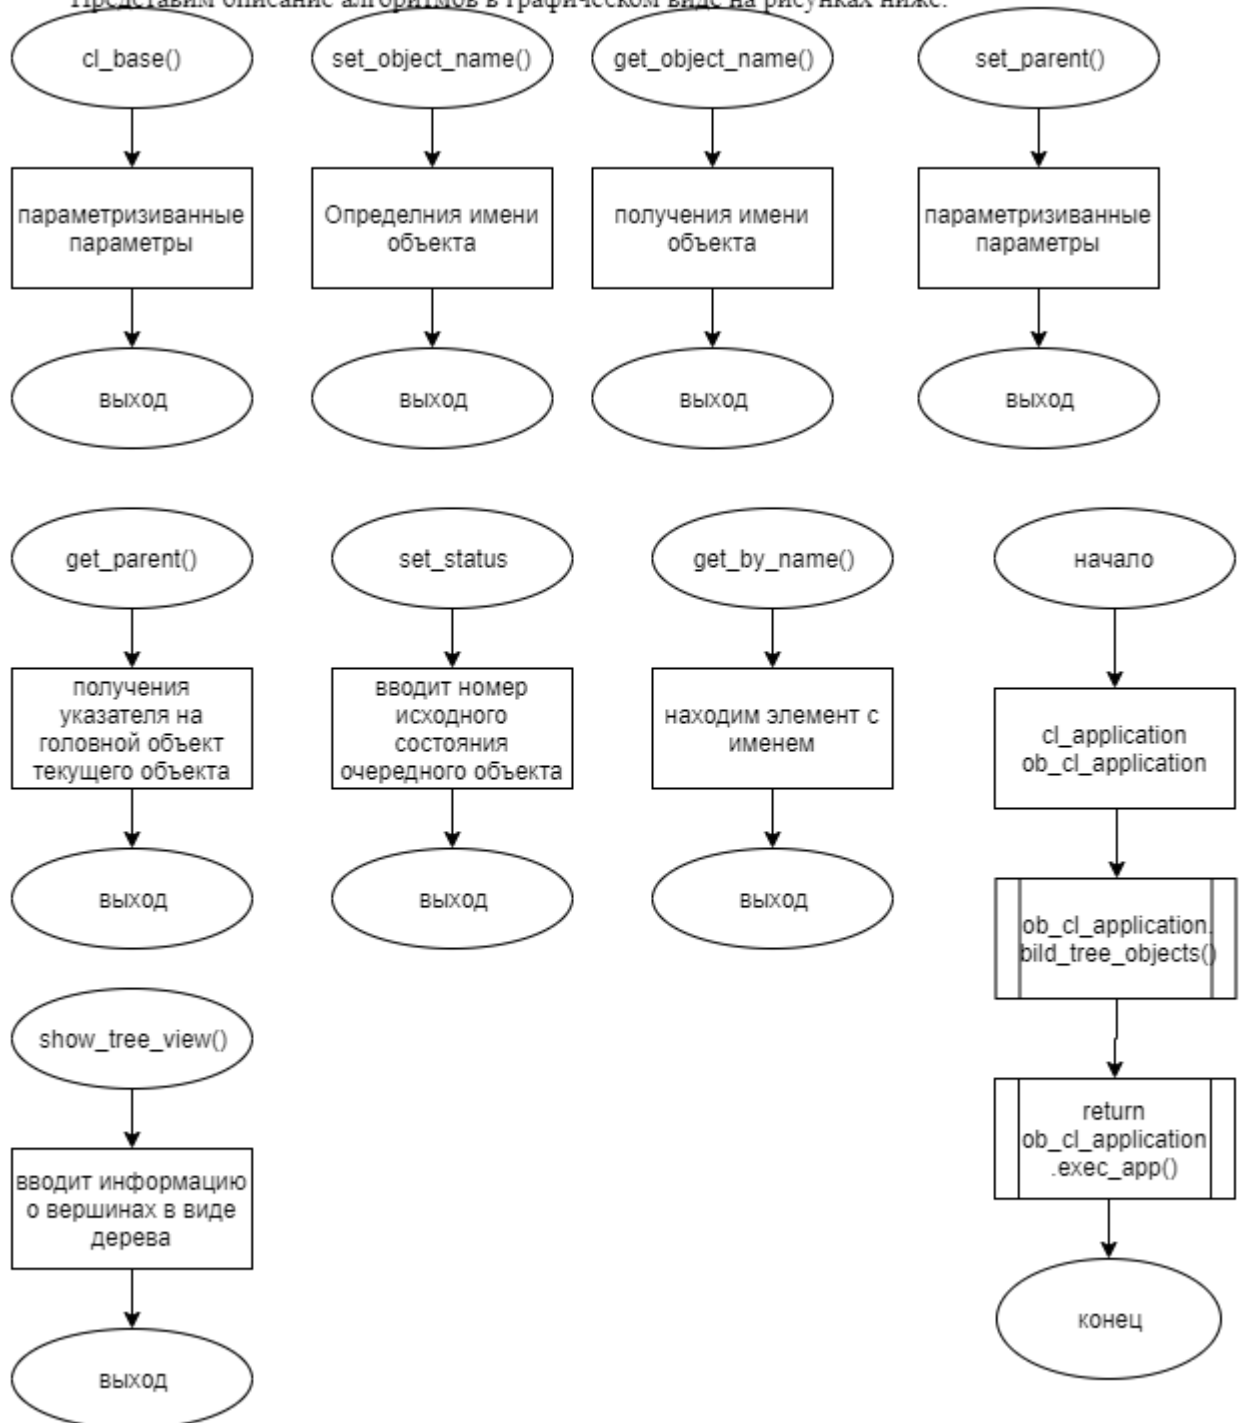 Представим описание алгоритмов в графическом виде на рисунках ниже.
cl_base()
set_object_name()
get_object_name()
set_parent()
параметризиванные
параметры
Определния имени
объекта
получения имени
объекта
параметризиванные
параметры
выход
выход
выход
выход
get_parent()
set_status
get_by_name()
начало
получения
указателя на
головной объект
текущего объекта
вводит номер
исходного
состояния
очередного объекта
находим элемент с
именем
cl_application
ob_cl_application
выход
выход
выход
ob_cl_application.
bild_tree_objects()
show_tree_view()
return
ob_cl_application
.exec_app()
вводит информацию
о вершинах в виде
дерева
конец
выход